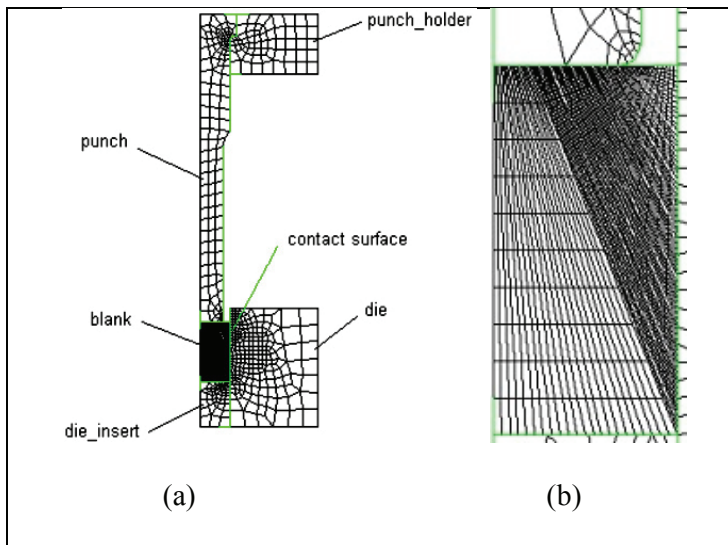 punch_holder
punch
contact surface
blank
die
die_insert
(a)
(b)